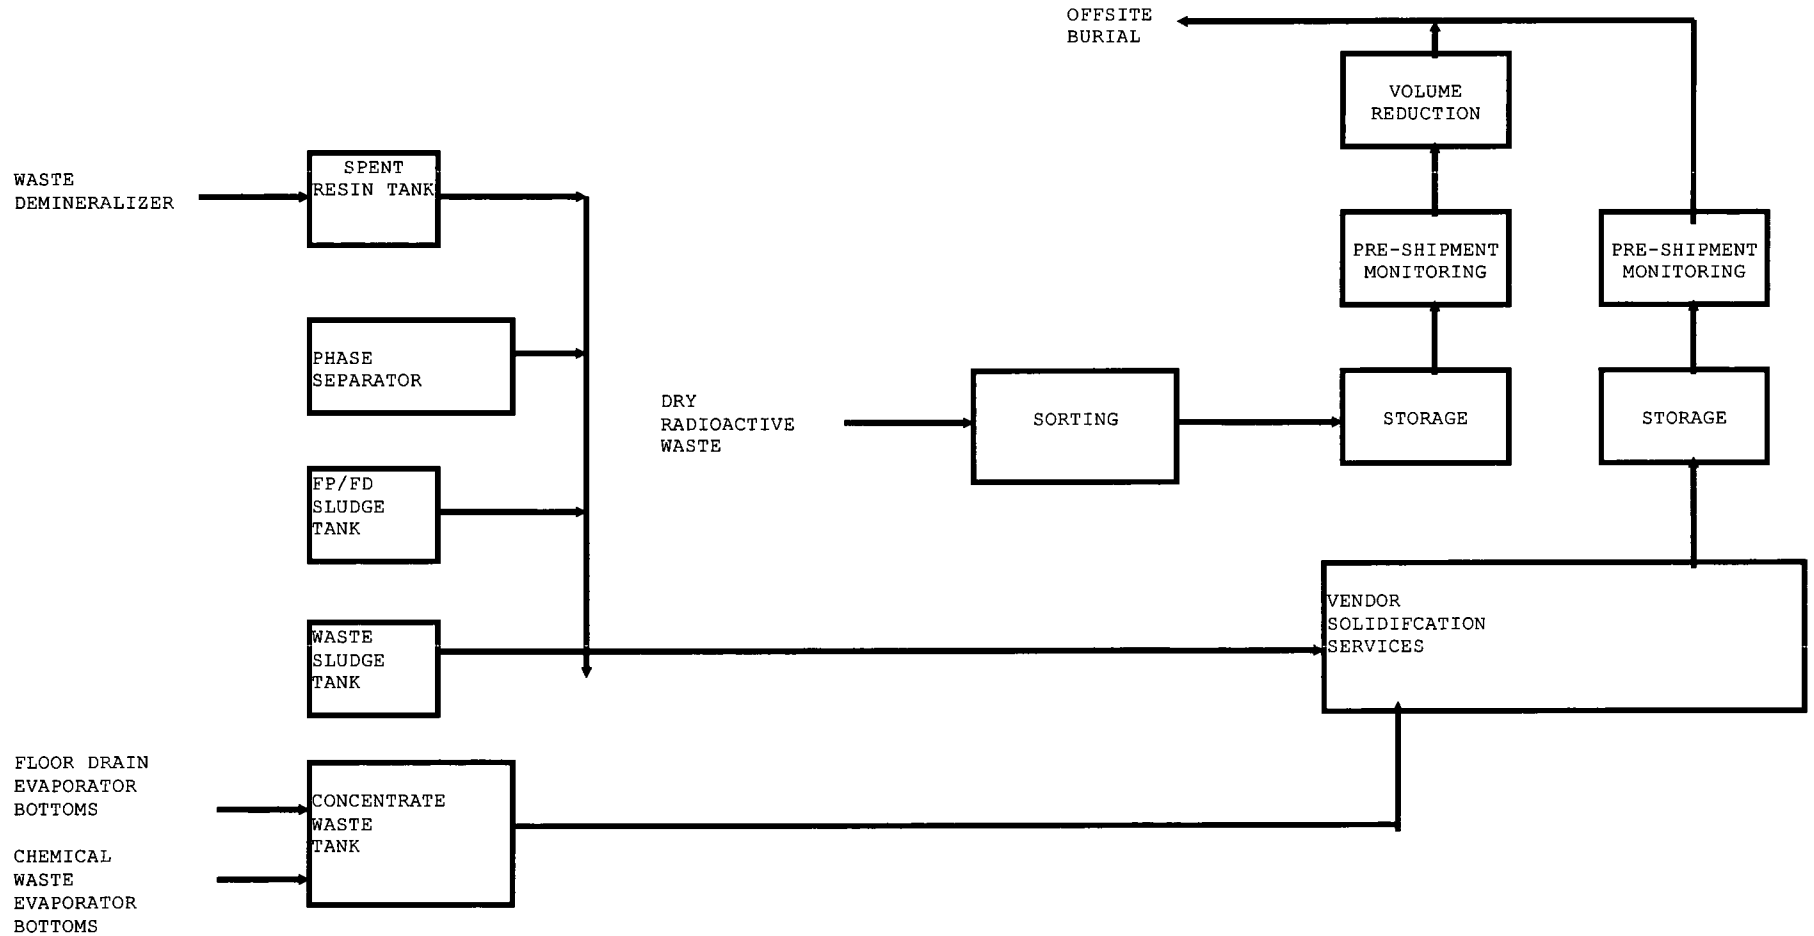 OFFSITE
BURIAL
VOLUME
REDUCTION
WASTE
DEMINERALIZER
SPENT
RESIN TANK
PRE-SHIPMENT
MONITORING
PRE-SHIPMENT
MONITORING
PHASE
SEPARATOR
DRY
RADIOACTIVE
WASTE
SORTING
STORAGE
STORAGE
FP/FD
SLUDGE
TANK
VENDOR
SOLIDIFCATION
SERVICES
WASTE
SLUDGE
TANK
FLOOR DRAIN
EVAPORATOR
BOTTOMS
CONCENTRATE
WASTE
TANK
CHEMICAL
WASTE
EVAPORATOR
BOTTOMS